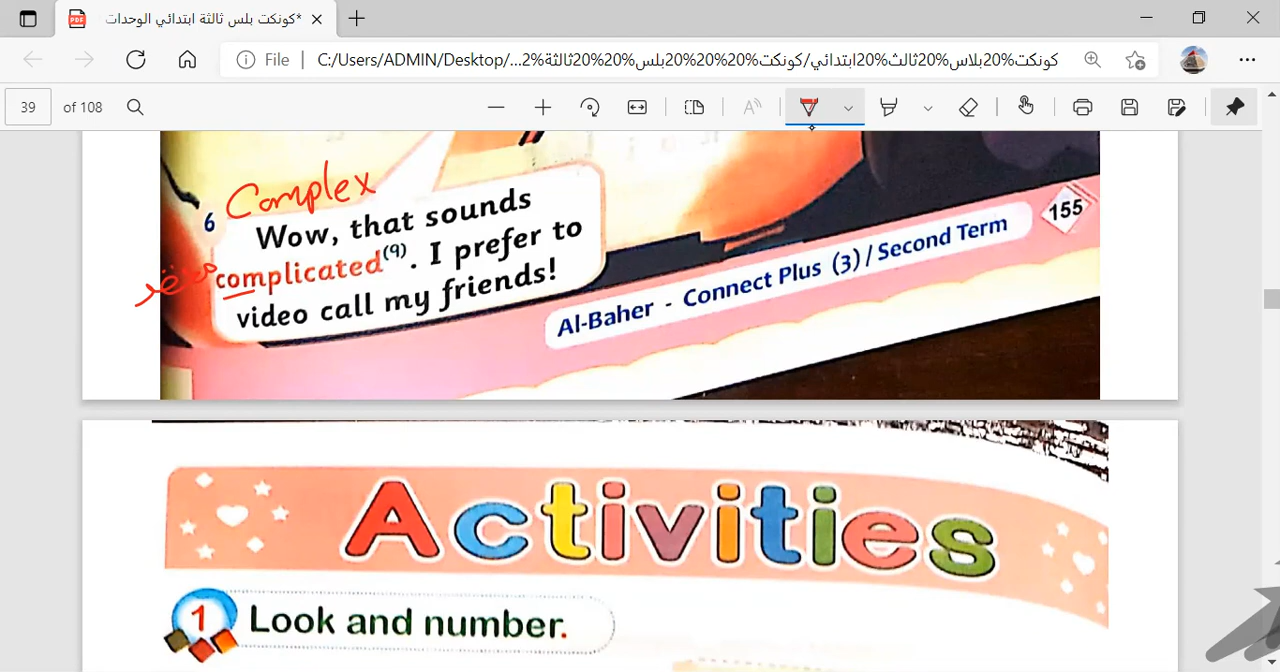 *كونكت بلس ثالثة ابتدائي الوحدات
File
C:/Users/ADMIN/Desktop/كونكت%20بلاس%20ثالث%20ابتدائي/كونكت%20%20%20بلس%20%20ثالثة%2...
39 of 108
Complex
6
Wow, that sounds
complicated(9). I prefer to
video call my friends!
155
Al-Baher - Connect Plus (3) / Second Term
Activities
1 Look and number.